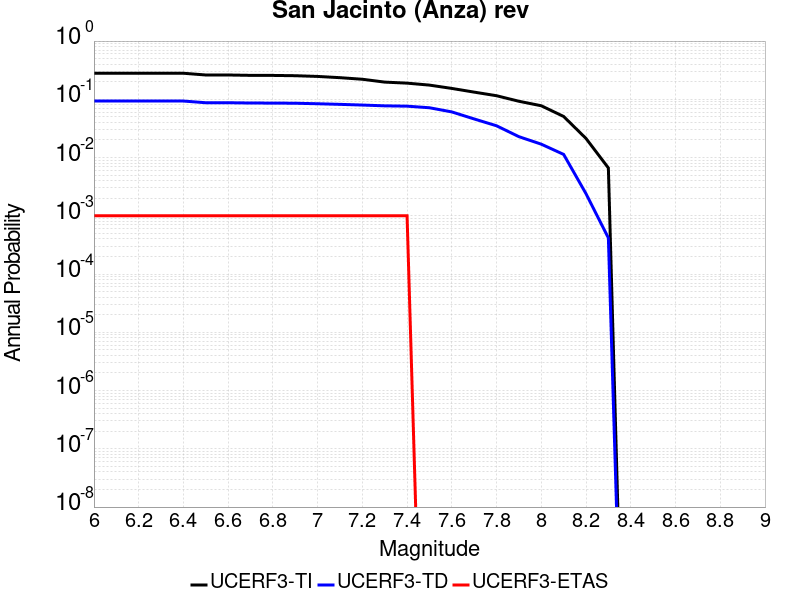 San Jacinto (Anza) rev
10^0
10^-1
10^-2
10^-3
10^-4
10^-5
10^-6
10^-7
10^-8
Annual Probability
6 6.2 6.4 6.6 6.8 7 7.2 7.4 7.6 7.8 8 8.2 8.4 8.6 8.8 9
Magnitude
UCERF3-TI UCERF3-TD UCERF3-ETAS